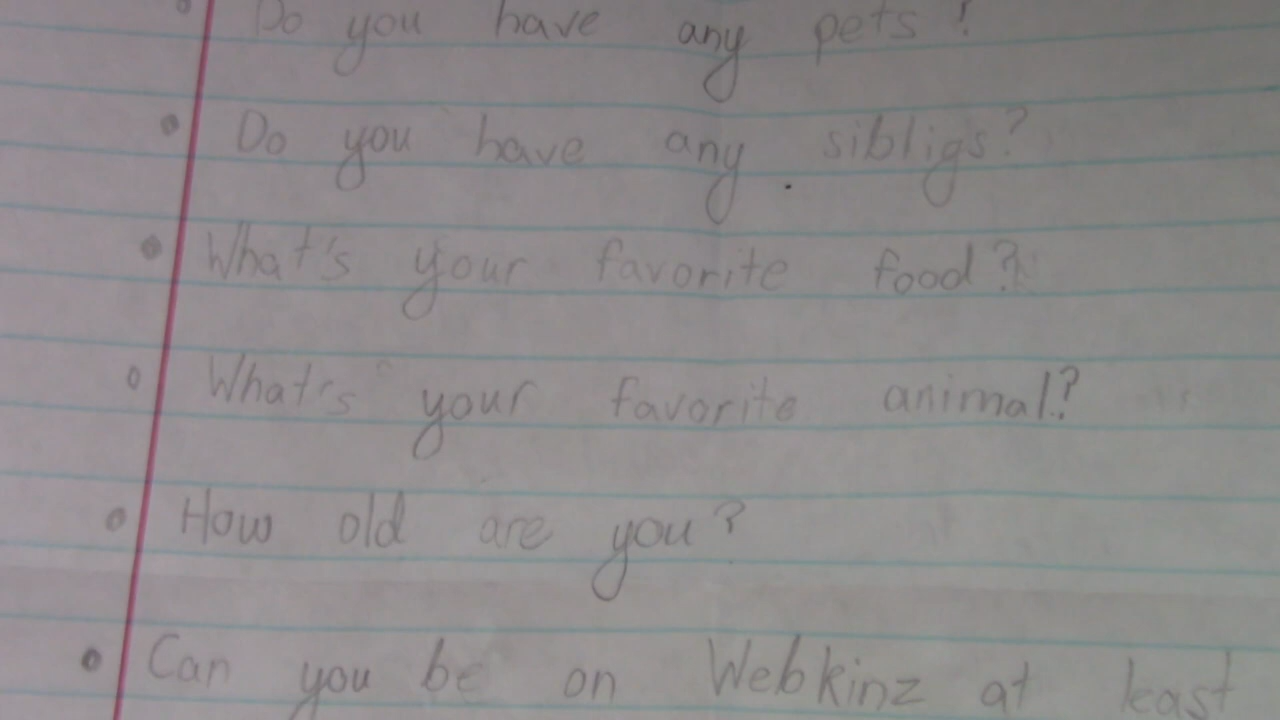 Do you have any pets?
• Do you have any sibligs?
• What's your favorite food?
• What's your favorite animal?
• How old are you?
• Can you be on Webkinz at least